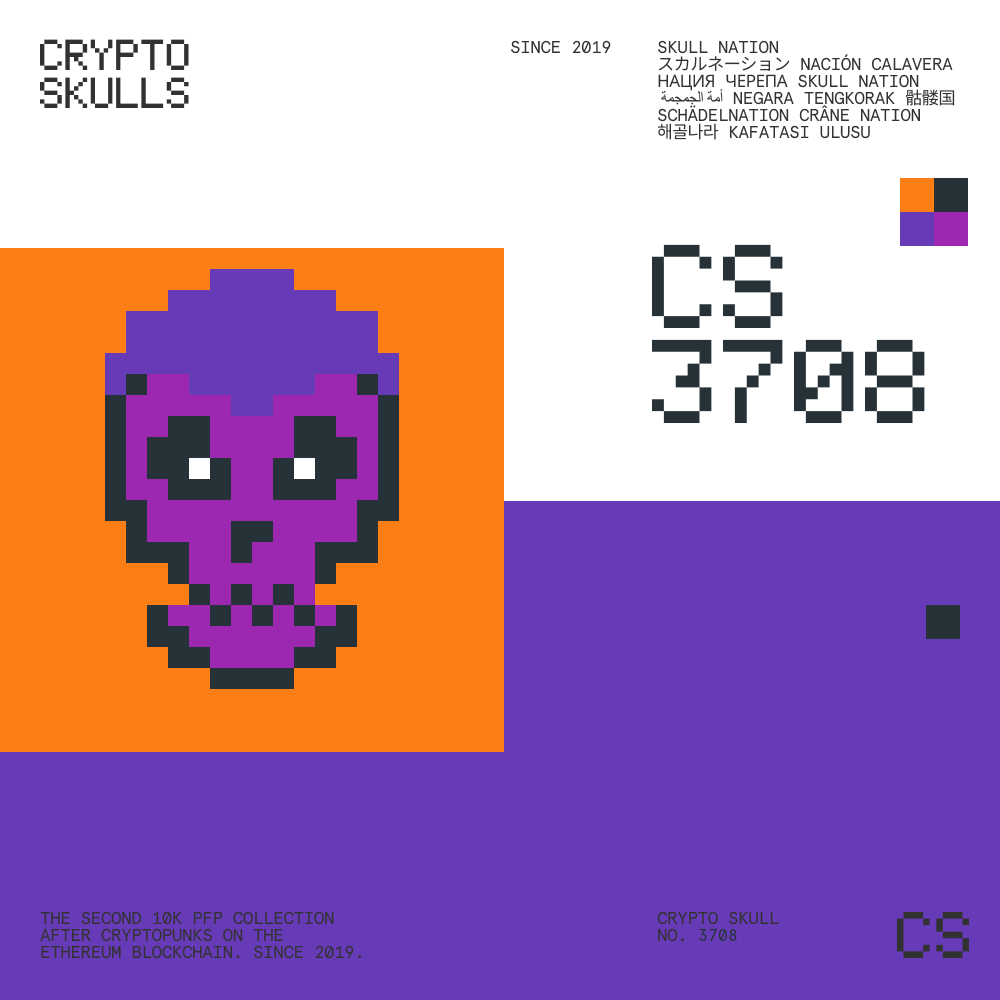 CRYPTO
SKULLS
SINCE 2019
SKULL NATION
スカルネーション NACIÓN CALAVERA
НАЦИЯ ЧЕРЕПА SKULL NATION
أمة الجمجمة NEGARA TENGKORAK 骷髅国
SCHÄDELNATION CRÂNE NATION
해골나라 KAFATASI ULUSU
CS
3708
THE SECOND 10K PFP COLLECTION
AFTER CRYPTOPUNKS ON THE
ETHEREUM BLOCKCHAIN. SINCE 2019.
CRYPTO SKULL
NO. 3708
CS